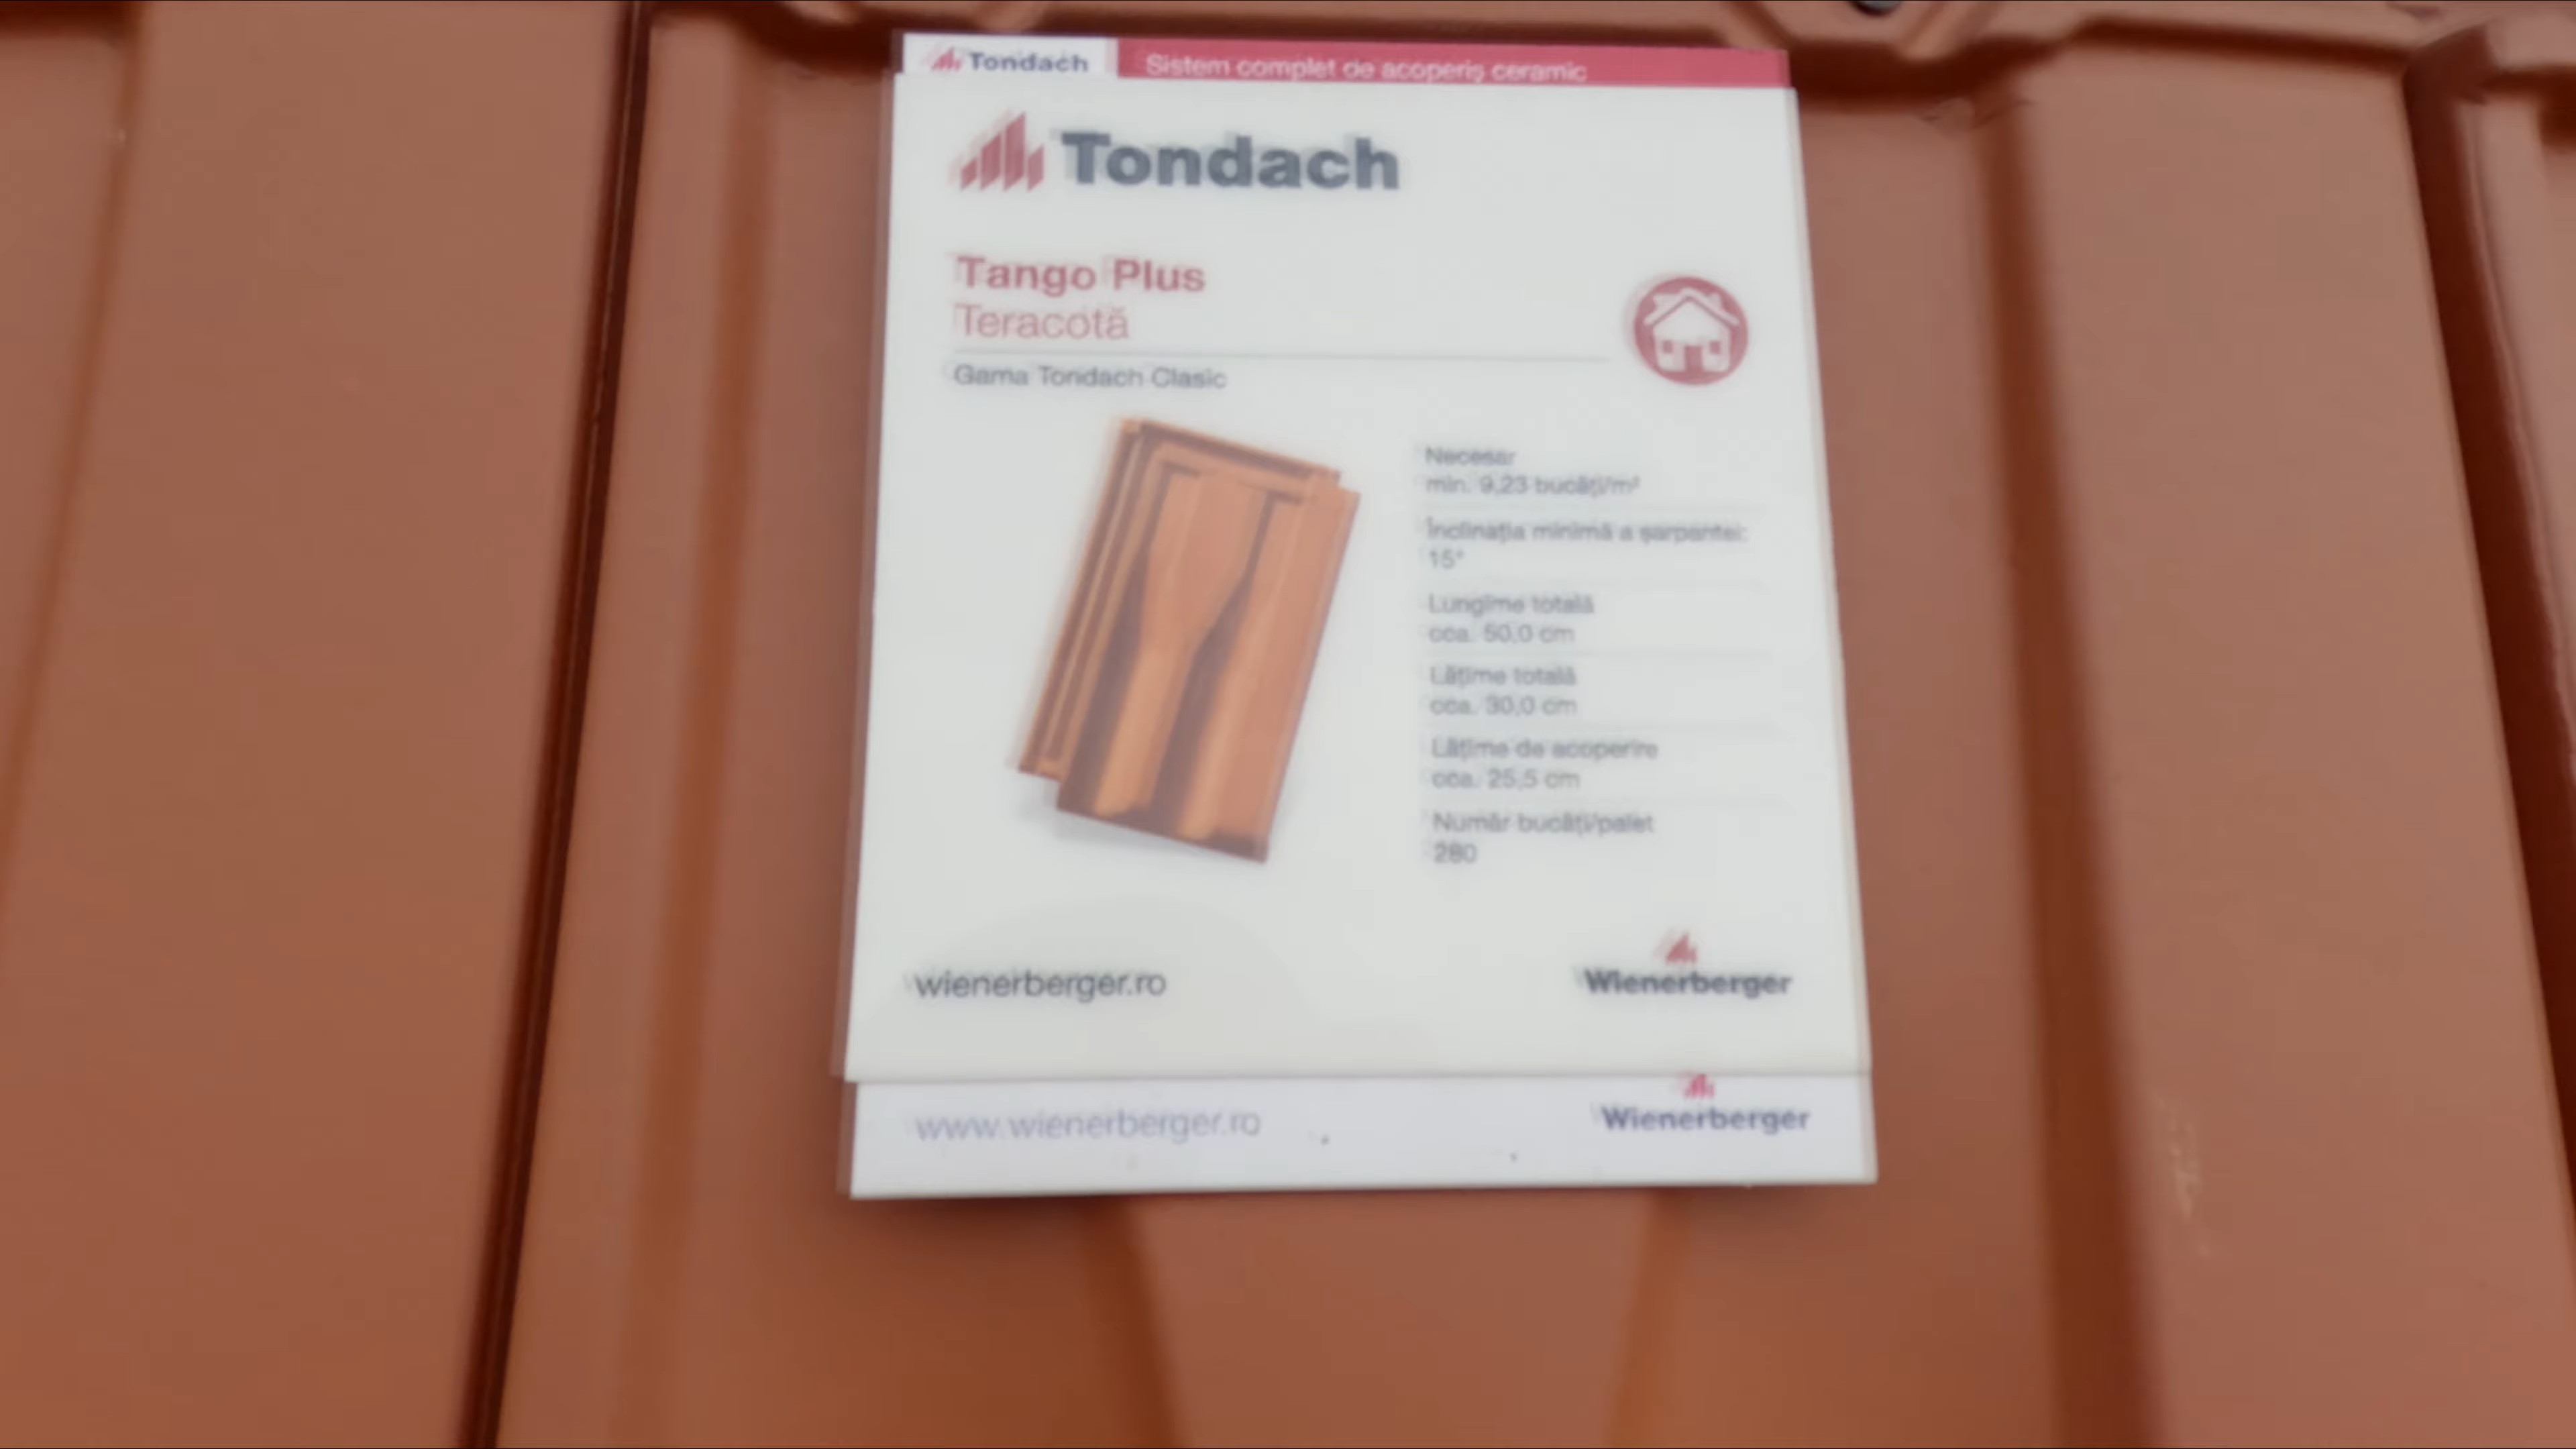 Tondach Sistem complet de acoperiș ceramic
Tondach
Tango Plus
Teracotă
Gama Tondach Clasic
Necesar
min. 9,23 bucăți/m²
Înclinația minimă a șarpantei:
15°
Lungime totală
cca. 50,0 cm
Lățime totală
cca. 30,0 cm
Lățime de acoperire
cca. 25,5 cm
Număr bucăți/palet
280
wienerberger.ro
Wienerberger
www.wienerberger.ro
Wienerberger